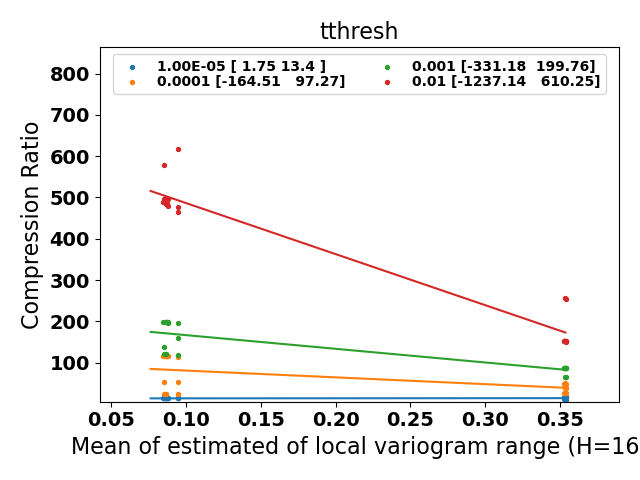 tthresh
1.00E-05 [ 1.75 13.4 ]
0.0001 [-164.51   97.27]
0.001 [-331.18  199.76]
0.01 [-1237.14   610.25]
Compression Ratio
800
700
600
500
400
300
200
100
0.05 0.10 0.15 0.20 0.25 0.30 0.35
Mean of estimated of local variogram range (H=16